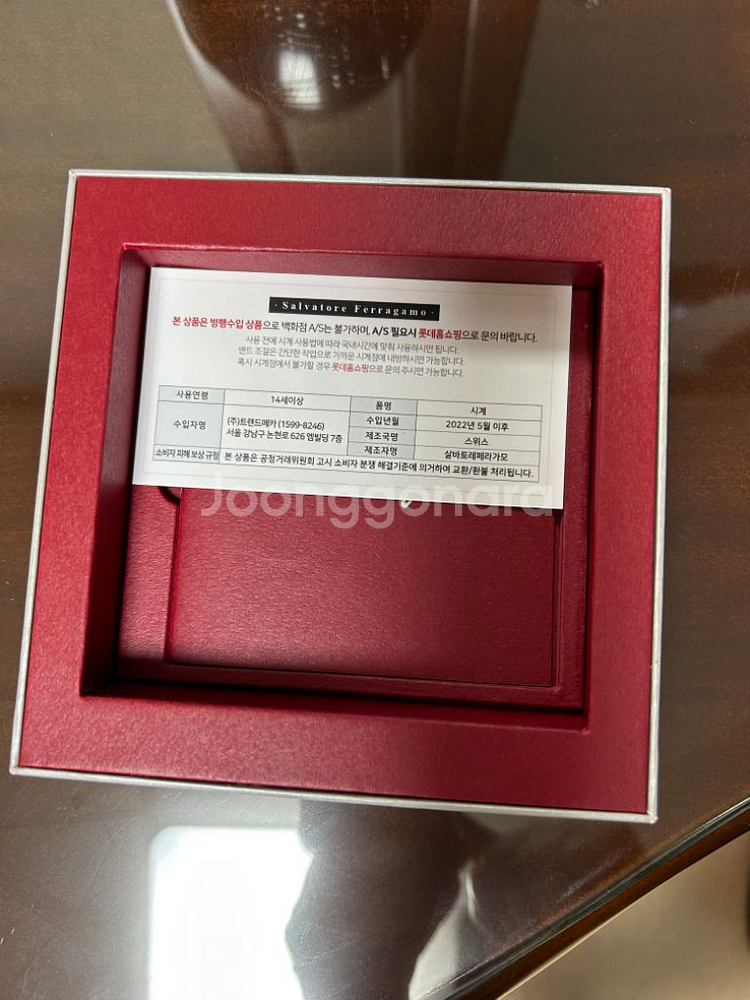 · Salvatore Ferragamo ·
본 상품은 병행수입 상품으로 백화점 A/S는 불가하며, A/S 필요시 롯데홈쇼핑으로 문의 바랍니다.
사용 전에 시계 사용법에 따라 국내시간에 맞춰 사용하시면 됩니다.
밴드 조절은 간단한 작업으로 가까운 시계점에 내방하시면 가능합니다.
혹시 시계점에서 불가할 경우 롯데홈쇼핑으로 문의 주시면 가능합니다.
사용연령 14세이상 품명 시계
수입자명 (주)트렌드메카 (1599-8246) 수입년월 2022년 5월 이후
서울 강남구 논현로 626 엠빌딩 7층 제조국명 스위스
제조자명 살바토레페라가모
소비자 피해 보상 규정 본 상품은 공정거래위원회 고시 소비자 분쟁 해결기준에 의거하여 교환/환불 처리됩니다.
Joonggonara